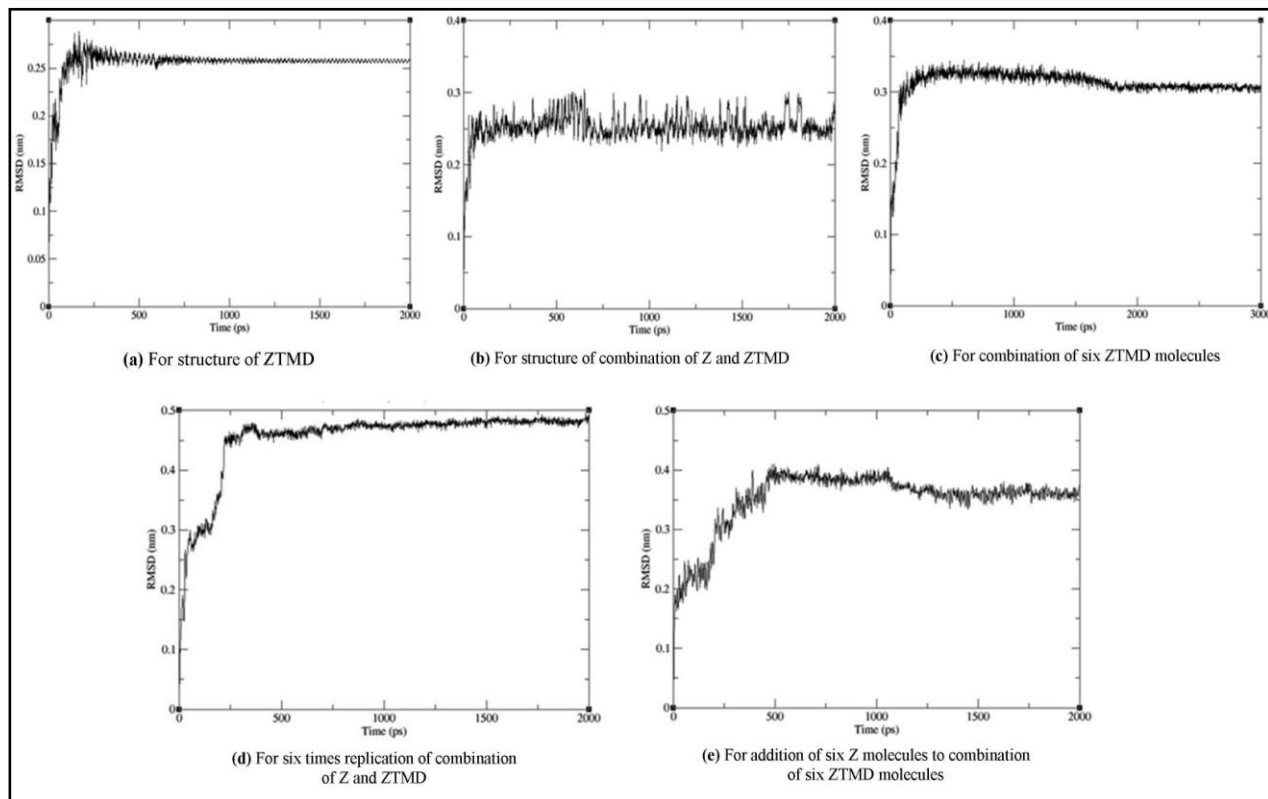 0.25
0.2
0.15
0.1
0.05
0
RMSD (nm)
0 500 1000 1500 2000
Time (ps)
(a) For structure of ZTMD
0.4
0.3
0.2
0.1
0
RMSD (nm)
0 500 1000 1500 2000
Time (ps)
(b) For structure of combination of Z and ZTMD
0.4
0.3
0.2
0.1
0
RMSD (nm)
0 1000 2000 3000
Time (ps)
(c) For combination of six ZTMD molecules
0.5
0.4
0.3
0.2
0.1
0
RMSD (nm)
0 500 1000 1500 2000
Time (ps)
(d) For six times replication of combination
of Z and ZTMD
0.5
0.4
0.3
0.2
0.1
0
RMSD (nm)
0 500 1000 1500 2000
Time (ps)
(e) For addition of six Z molecules to combination
of six ZTMD molecules